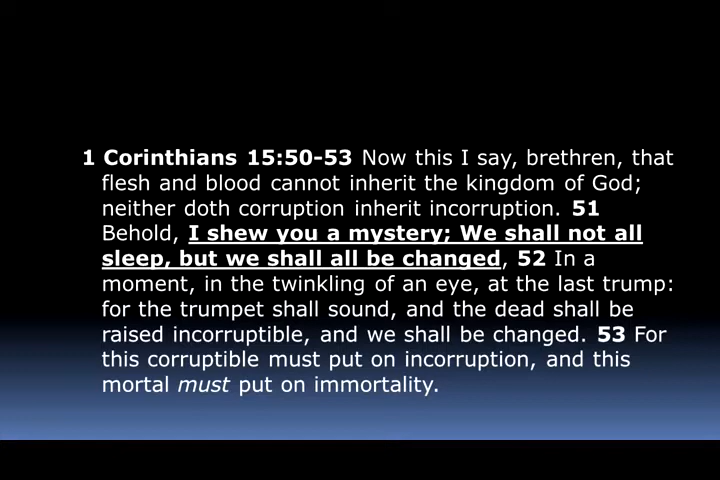 1 Corinthians 15:50-53 Now this I say, brethren, that
flesh and blood cannot inherit the kingdom of God;
neither doth corruption inherit incorruption. 51
Behold, I shew you a mystery; We shall not all
sleep, but we shall all be changed, 52 In a
moment, in the twinkling of an eye, at the last trump:
for the trumpet shall sound, and the dead shall be
raised incorruptible, and we shall be changed. 53 For
this corruptible must put on incorruption, and this
mortal must put on immortality.